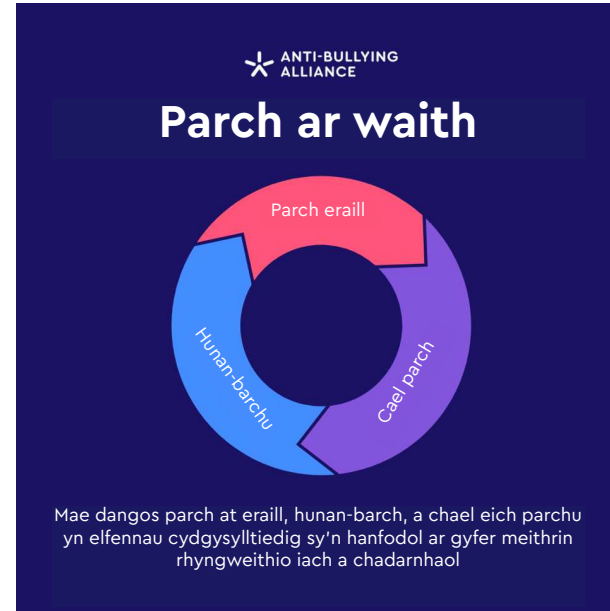 ANTI-BULLYING
ALLIANCE
Parch ar waith
Parch eraill
Hunan-barchu
Cael parch
Mae dangos parch at eraill, hunan-barch, a chael eich parchu
yn elfennau cydgysylltiedig sy'n hanfodol ar gyfer meithrin
rhyngweithio iach a chadarnhaol